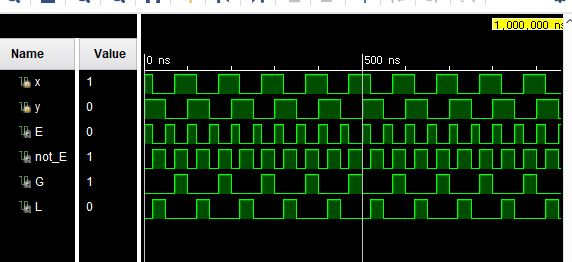 1,000,000 ns
Name Value
0 ns 500 ns
x 1
y 0
E 0
not_E 1
G 1
L 0